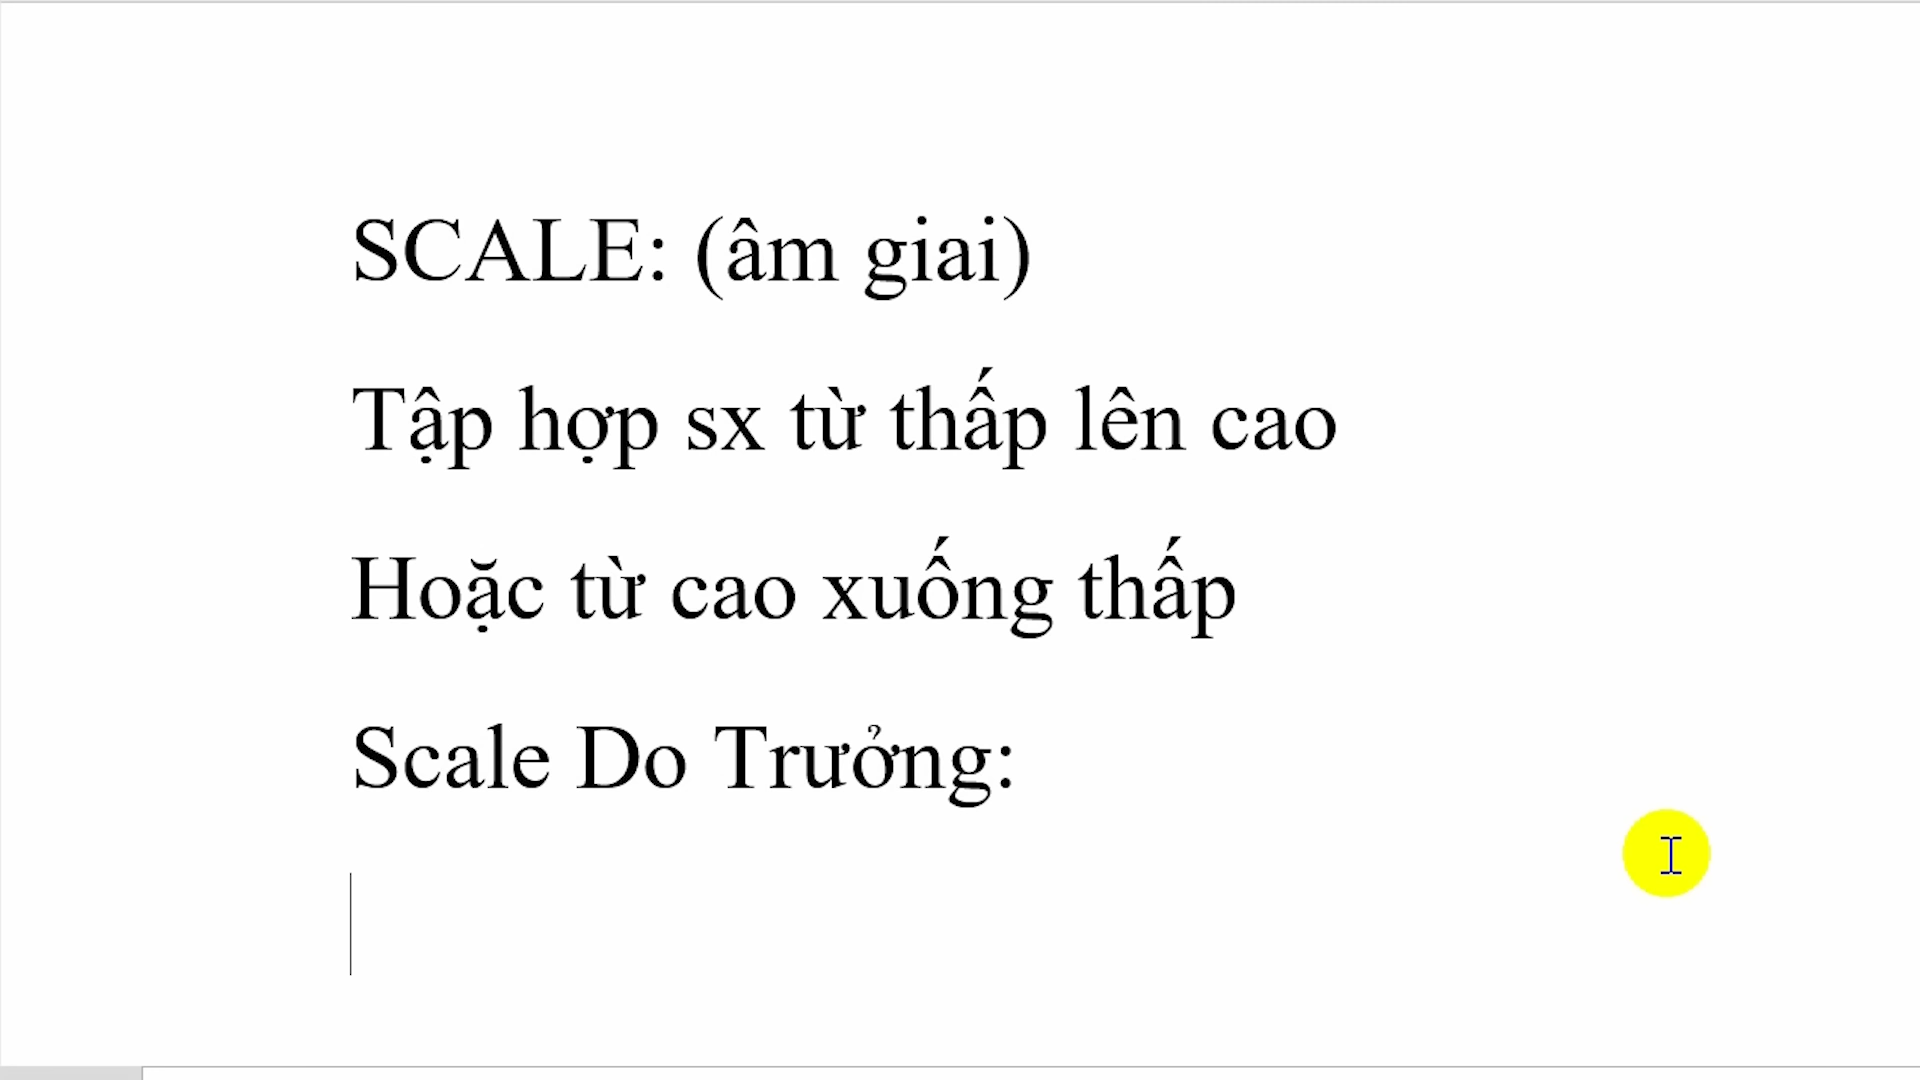 SCALE: (âm giai)
Tập hợp sx từ thấp lên cao
Hoặc từ cao xuống thấp
Scale Do Trưởng: